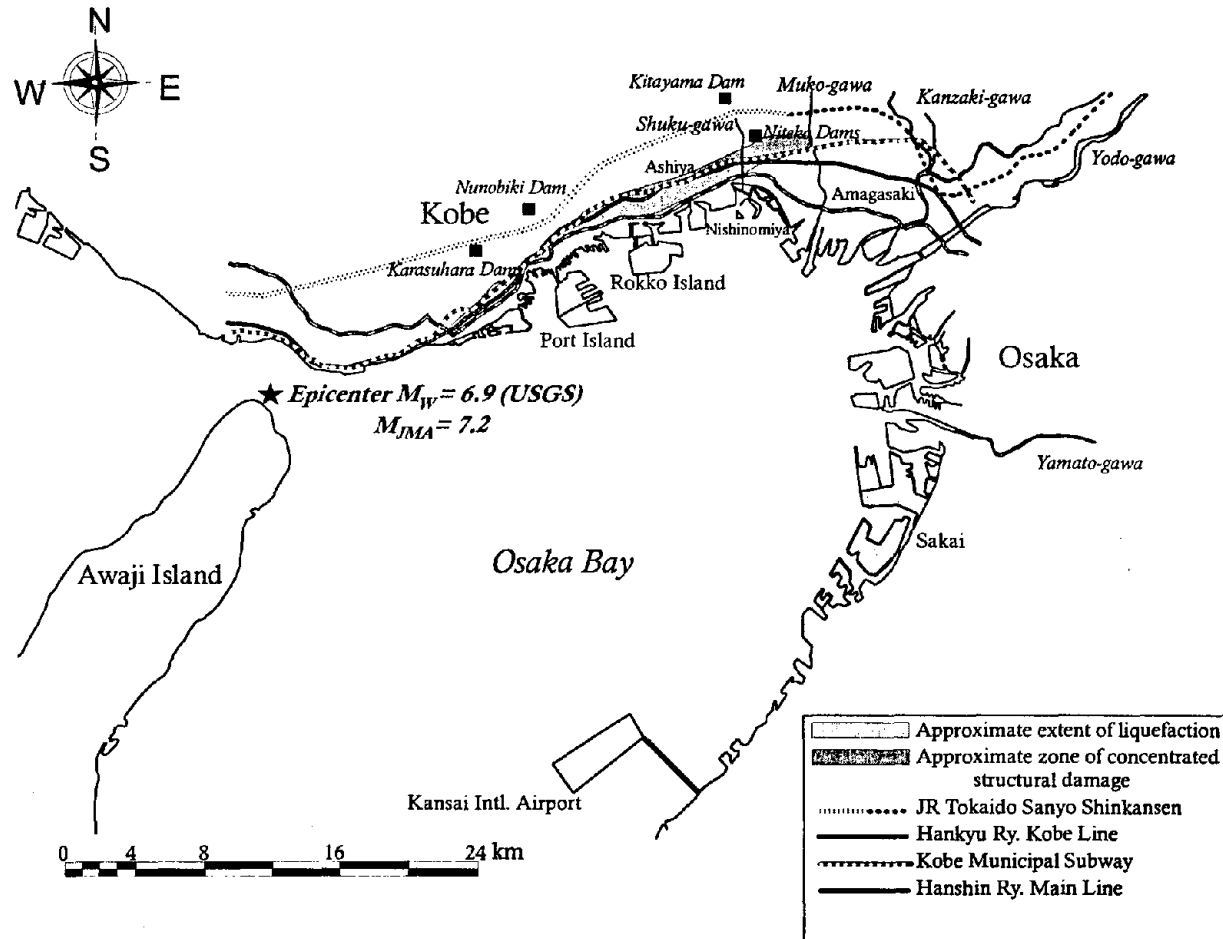 N
W E
S
Kitayama Dam
Muko-gawa
Kanzaki-gawa
Shuku-gawa
Niteko Dams
Yodo-gawa
Ashiya
Nunobiki Dam
Amagasaki
Kobe
Nishinomiya
Karasuhara Dam
Rokko Island
Port Island
Osaka
Epicenter M_W = 6.9 (USGS)
M_JMA = 7.2
Yamato-gawa
Sakai
Osaka Bay
Awaji Island
Kansai Intl. Airport
0 4 8 16 24 km
Approximate extent of liquefaction
Approximate zone of concentrated
structural damage
JR Tokaido Sanyo Shinkansen
Hankyu Ry. Kobe Line
Kobe Municipal Subway
Hanshin Ry. Main Line